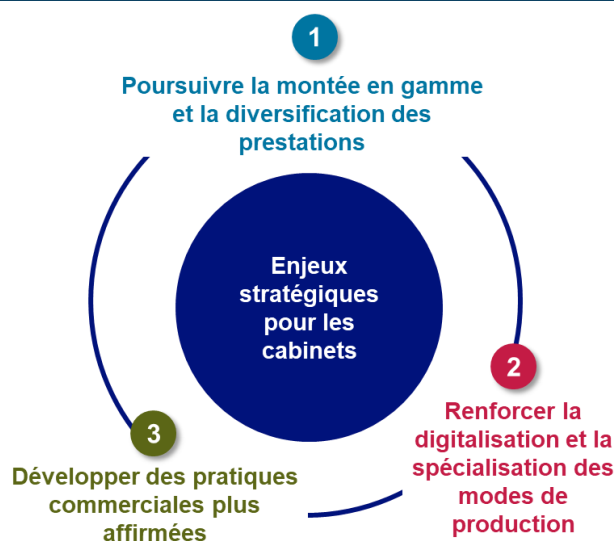 1
Poursuivre la montée en gamme
et la diversification des
prestations
Enjeux
stratégiques
pour les
cabinets
2
Renforcer la
digitalisation et la
spécialisation des
modes de
production
3
Développer des pratiques
commerciales plus
affirmées